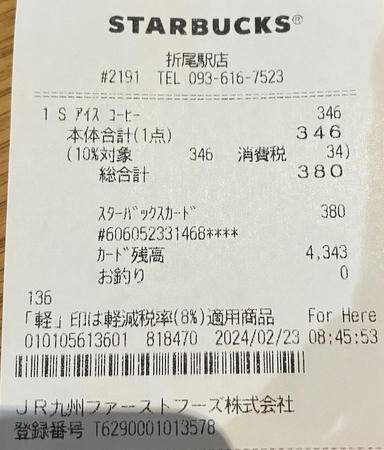 STARBUCKS®
折尾駅店
#2191 TEL 093-616-7523
1 S ｱｲｽ ｺｰﾋｰ 346
本体合計(1点) 346
(10%対象 346 消費税 34)
総合計 380
ｽﾀｰﾊﾞｯｸｽｶｰﾄﾞ 380
#606052331468****
ｶｰﾄﾞ残高 4,343
お釣り 0
136
「軽」印は軽減税率(8%)適用商品 For Here
010105613601 818470 2024/02/23 08:45:53
JR九州ファーストフーズ株式会社
登録番号 T6290001013578